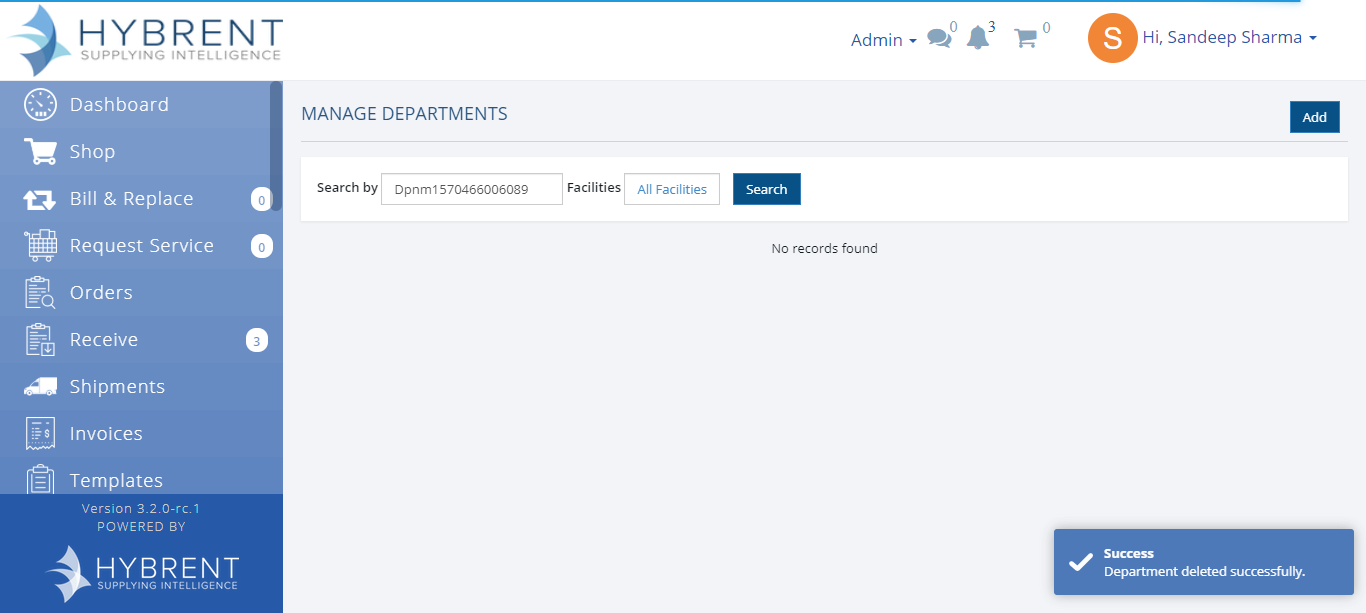 HYBRENT
SUPPLYING INTELLIGENCE
Admin
0
3
0
S
Hi, Sandeep Sharma
Dashboard
Shop
Bill & Replace
0
Request Service
0
Orders
Receive
3
Shipments
Invoices
Templates
Version 3.2.0-rc.1
POWERED BY
HYBRENT
SUPPLYING INTELLIGENCE
MANAGE DEPARTMENTS
Add
Search by Dpnm1570466006089 Facilities All Facilities Search
No records found
Success
Department deleted successfully.